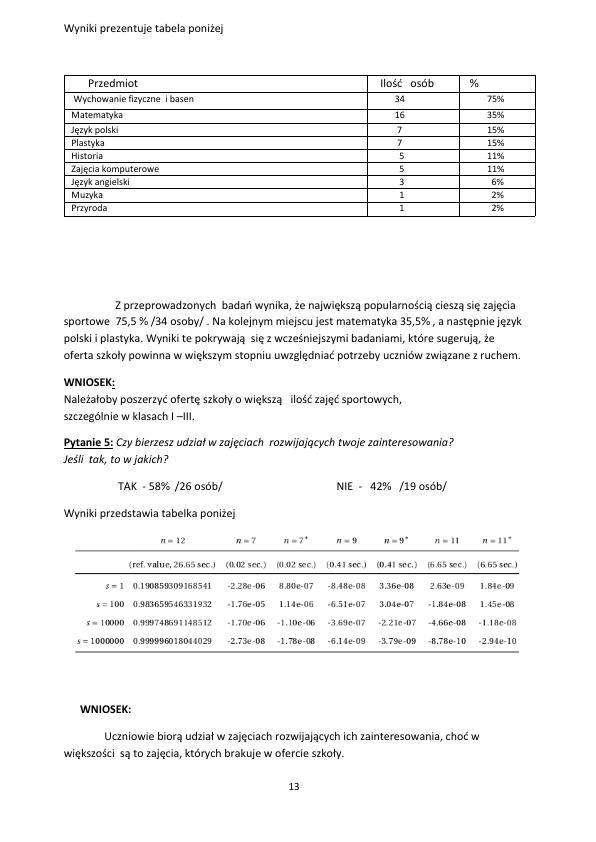 Wyniki prezentuje tabela poniżej
Przedmiot Ilość osób %
Wychowanie fizyczne i basen 34 75%
Matematyka 16 35%
Język polski 7 15%
Plastyka 7 15%
Historia 5 11%
Zajęcia komputerowe 5 11%
Język angielski 3 6%
Muzyka 1 2%
Przyroda 1 2%
Z przeprowadzonych badań wynika, że największą popularnością cieszą się zajęcia
sportowe 75,5 % /34 osoby/ . Na kolejnym miejscu jest matematyka 35,5% , a następnie język
polski i plastyka. Wyniki te pokrywają się z wcześniejszymi badaniami, które sugerują, że
oferta szkoły powinna w większym stopniu uwzględniać potrzeby uczniów związane z ruchem.
WNIOSEK:
Należałoby poszerzyć ofertę szkoły o większą ilość zajęć sportowych,
szczególnie w klasach I –III.
Pytanie 5: Czy bierzesz udział w zajęciach rozwijających twoje zainteresowania?
Jeśli tak, to w jakich?
TAK - 58% /26 osób/ NIE - 42% /19 osób/
Wyniki przedstawia tabelka poniżej
n = 12 n = 7 n = 7* n = 9 n = 9* n = 11 n = 11*
(ref. value, 26.65 sec.) (0.02 sec.) (0.02 sec.) (0.41 sec.) (0.41 sec.) (6.65 sec.) (6.65 sec.)
s = 1 0.190859309168541 -2.28e-06 8.80e-07 -8.48e-08 3.36e-08 2.63e-09 1.84e-09
s = 100 0.983659546331932 -1.76e-05 1.14e-06 -6.51e-07 3.04e-07 -1.84e-08 1.45e-08
s = 10000 0.999748691148512 -1.70e-06 -1.10e-06 -3.69e-07 -2.21e-07 -4.66e-08 -1.18e-08
s = 1000000 0.999996018044029 -2.73e-08 -1.78e-08 -6.14e-09 -3.79e-09 -8.78e-10 -2.94e-10
WNIOSEK:
Uczniowie biorą udział w zajęciach rozwijających ich zainteresowania, choć w
większości są to zajęcia, których brakuje w ofercie szkoły.
13